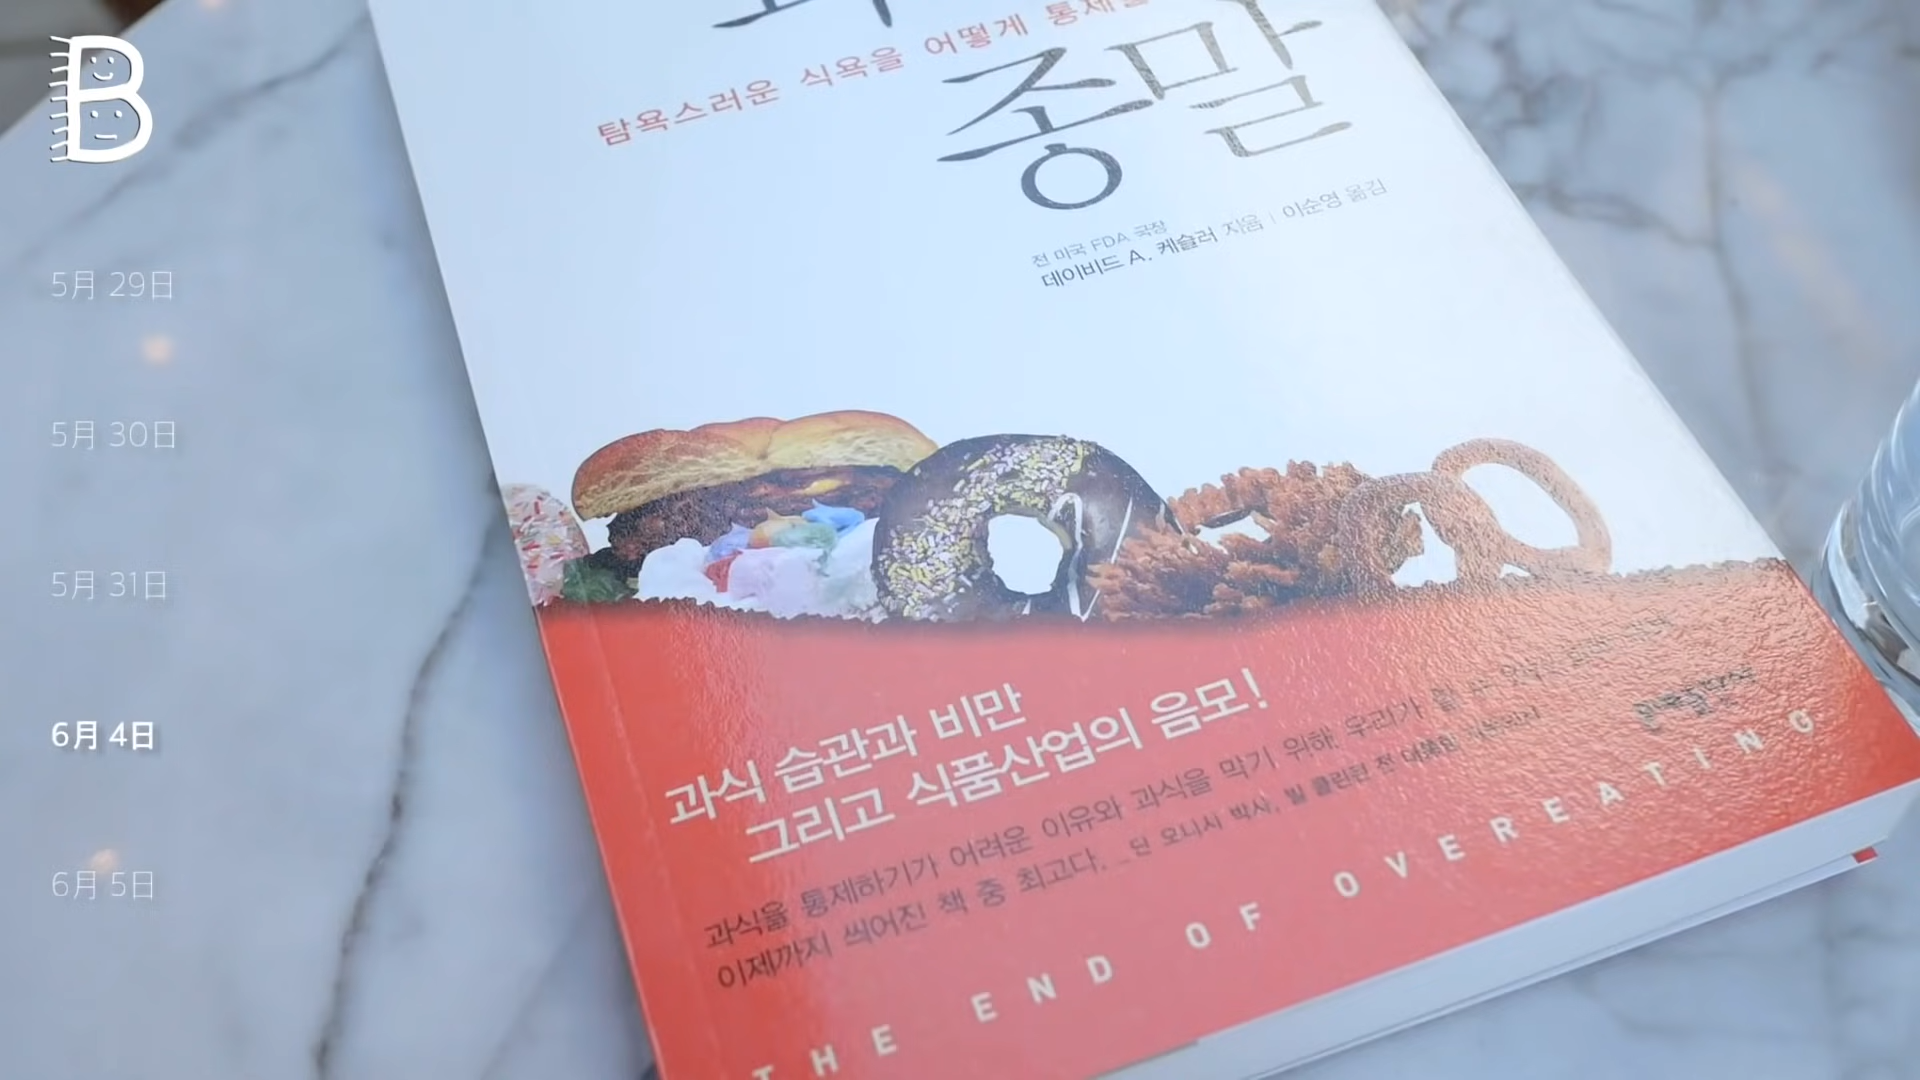 B
5月 29日
5月 30日
5月 31日
6月 4日
6月 5日
탐욕스러운 식욕을 어떻게 통제할
종말
전 미국 FDA 국장
데이비드 A. 케슬러 지음 | 이순영 옮김
과식 습관과 비만
그리고 식품산업의 음모!
과식을 통제하기가 어려운 이유와 과식을 막기 위해 우리가 할 수
이제까지 씌어진 책 중 최고다. _딘 오니시 박사, 빌 클린턴 전 대통령
THE END OF OVEREATING